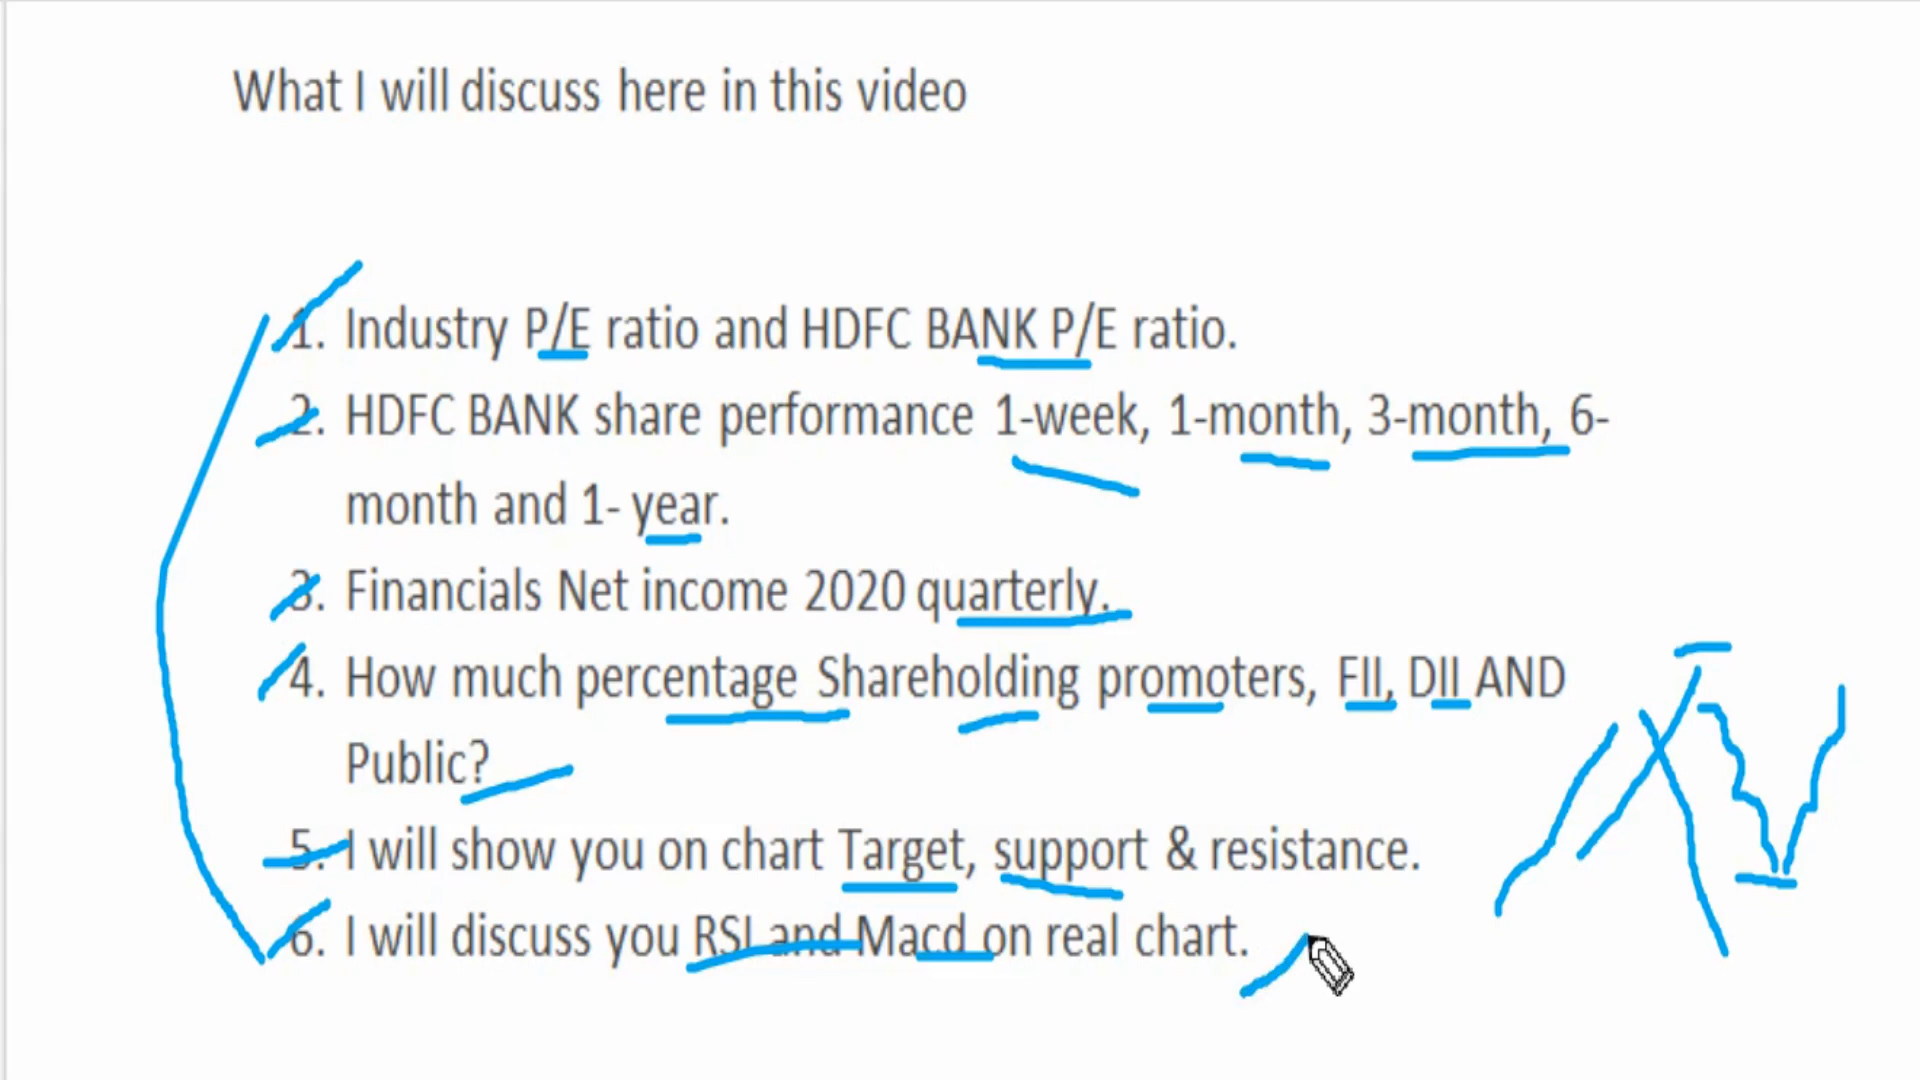 What I will discuss here in this video
1. Industry P/E ratio and HDFC BANK P/E ratio.
2. HDFC BANK share performance 1-week, 1-month, 3-month, 6-
month and 1- year.
3. Financials Net income 2020 quarterly.
4. How much percentage Shareholding promoters, FII, DII AND
Public?
5. I will show you on chart Target, support & resistance.
6. I will discuss you RSI and Macd on real chart.